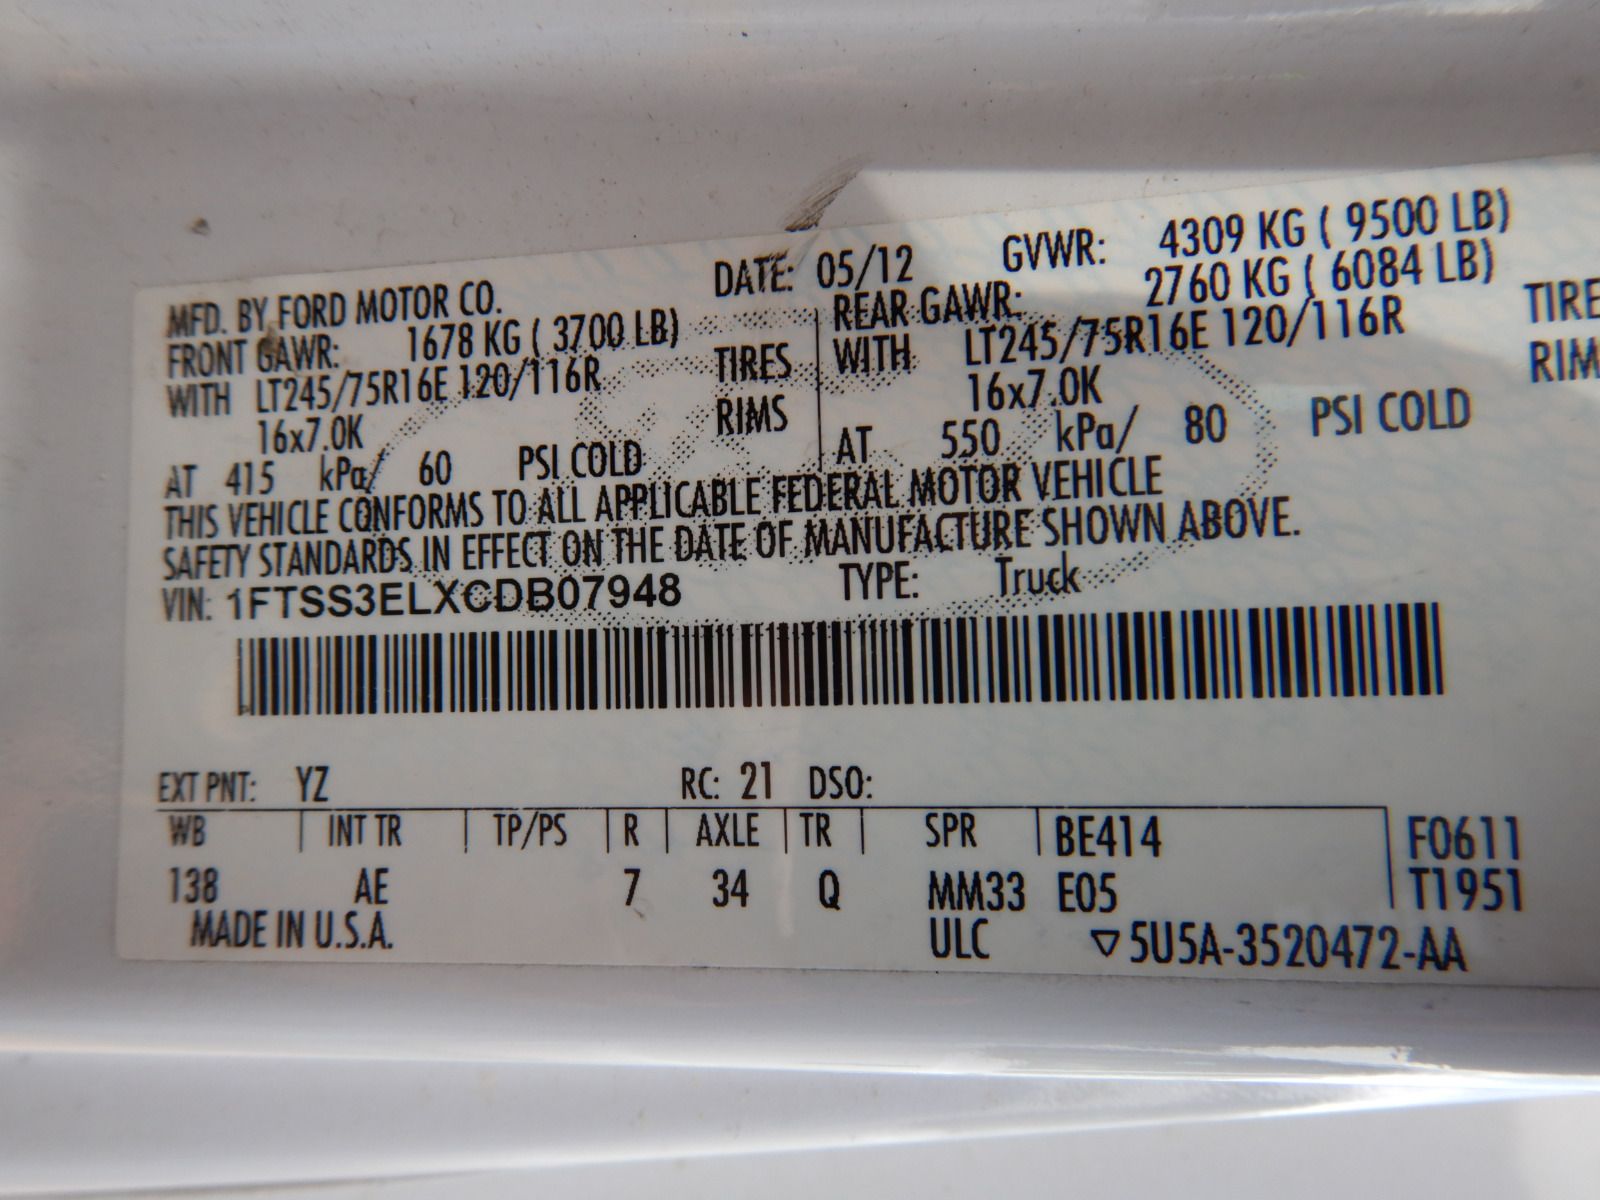 MFD. BY FORD MOTOR CO. DATE: 05/12 GVWR: 4309 KG ( 9500 LB)
FRONT GAWR: 1678 KG ( 3700 LB) REAR GAWR: 2760 KG ( 6084 LB)
WITH LT245/75R16E 120/116R TIRES WITH LT245/75R16E 120/116R TIRE
16x7.0K RIMS 16x7.0K RIM
AT 415 kPa/ 60 PSI COLD AT 550 kPa/ 80 PSI COLD
THIS VEHICLE CONFORMS TO ALL APPLICABLE FEDERAL MOTOR VEHICLE
SAFETY STANDARDS IN EFFECT ON THE DATE OF MANUFACTURE SHOWN ABOVE.
VIN: 1FTSS3ELXCDB07948 TYPE: Truck
EXT PNT: YZ RC: 21 DSO:
WB INT TR TP/PS R AXLE TR SPR BE414 F0611
138 AE 7 34 Q MM33 E05 T1951
MADE IN U.S.A. ULC ▽5U5A-3520472-AA